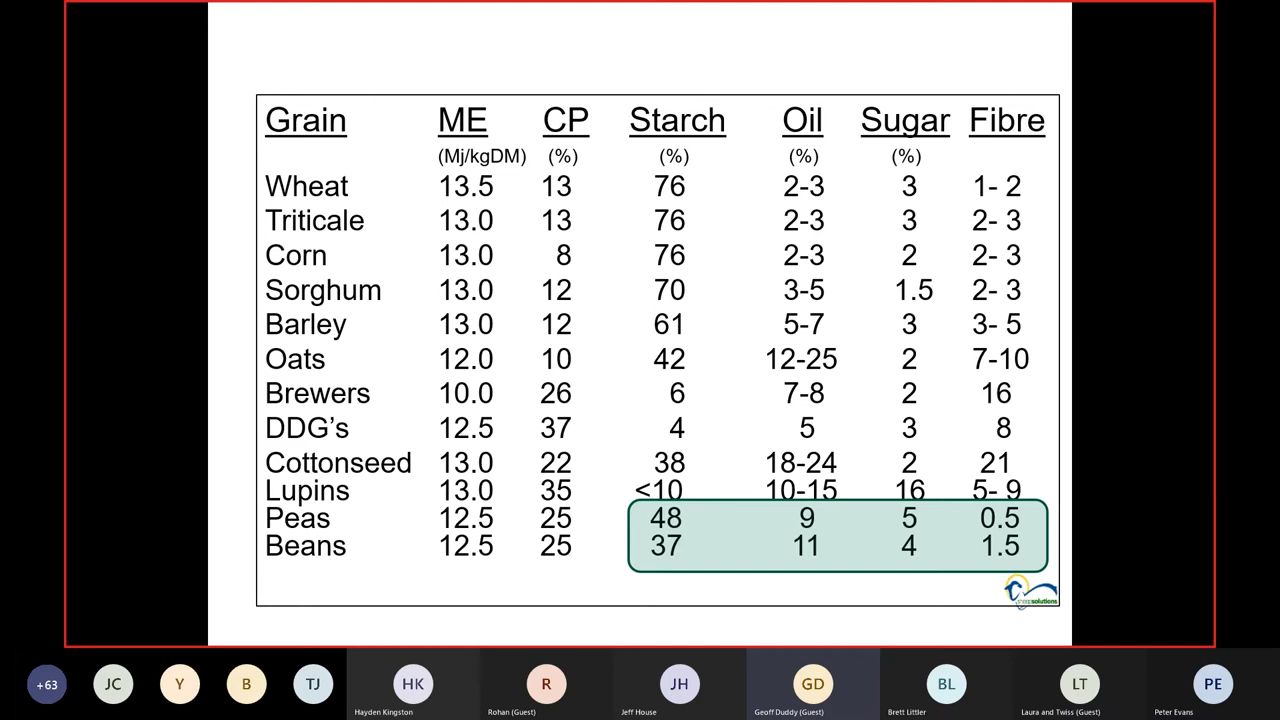 Grain ME CP Starch Oil Sugar Fibre
(Mj/kgDM) (%) (%) (%) (%)
Wheat 13.5 13 76 2-3 3 1- 2
Triticale 13.0 13 76 2-3 3 2- 3
Corn 13.0 8 76 2-3 2 2- 3
Sorghum 13.0 12 70 3-5 1.5 2- 3
Barley 13.0 12 61 5-7 3 3- 5
Oats 12.0 10 42 12-25 2 7-10
Brewers 10.0 26 6 7-8 2 16
DDG's 12.5 37 4 5 3 8
Cottonseed 13.0 22 38 18-24 2 21
Lupins 13.0 35 <10 10-15 16 5- 9
Peas 12.5 25 48 9 5 0.5
Beans 12.5 25 37 11 4 1.5
+63 JC Y B TJ HK R JH GD BL LT PE
Hayden Kingston Rohan (Guest) Jeff House Geoff Duddy (Guest) Brett Littler Laura and Twiss (Guest) Peter Evans